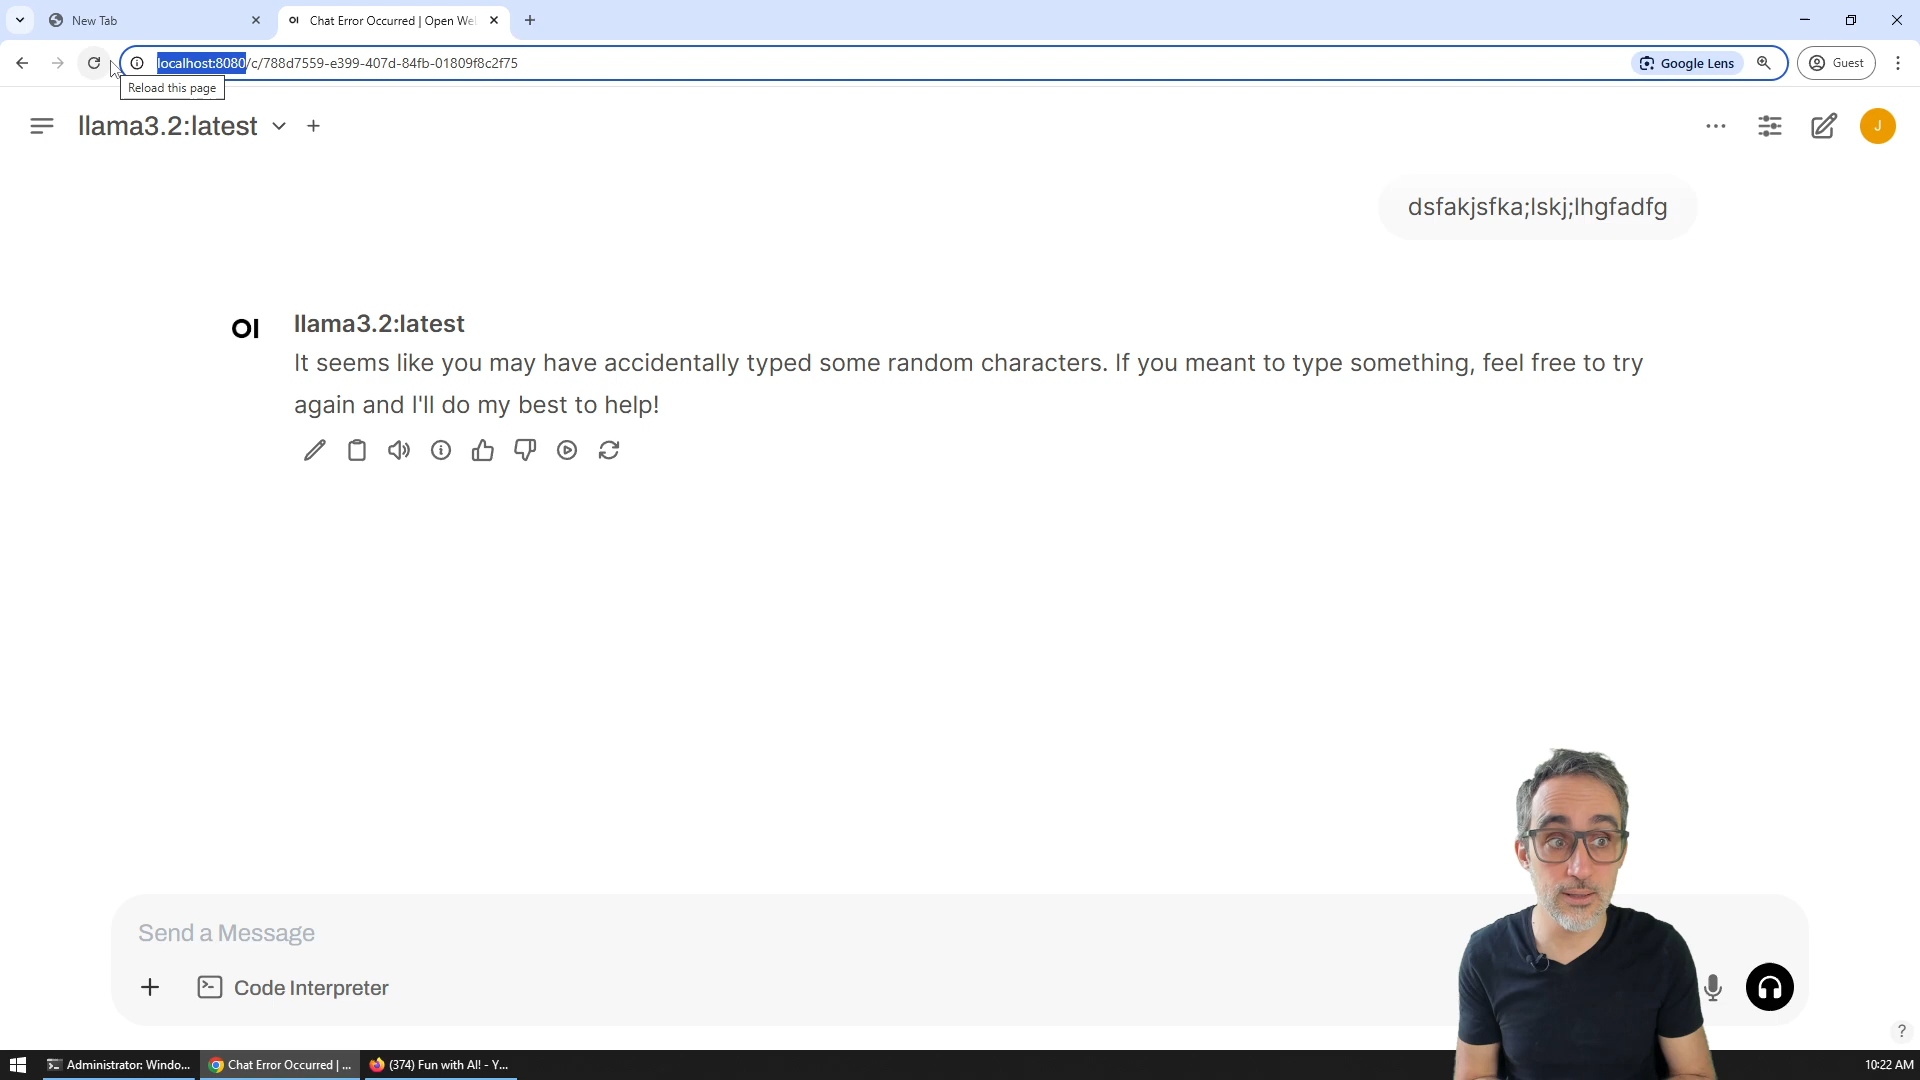 New Tab
OI Chat Error Occurred | Open We
localhost:8080/c/788d7559-e399-407d-84fb-01809f8c2f75
Google Lens
Guest
Reload this page
llama3.2:latest
J
dsfakjsfka;lskj;lhgfadfg
OI
llama3.2:latest
It seems like you may have accidentally typed some random characters. If you meant to type something, feel free to try
again and I'll do my best to help!
Send a Message
Code Interpreter
?
Administrator: Windo...
Chat Error Occurred | ...
(374) Fun with AI! - Y...
10:22 AM